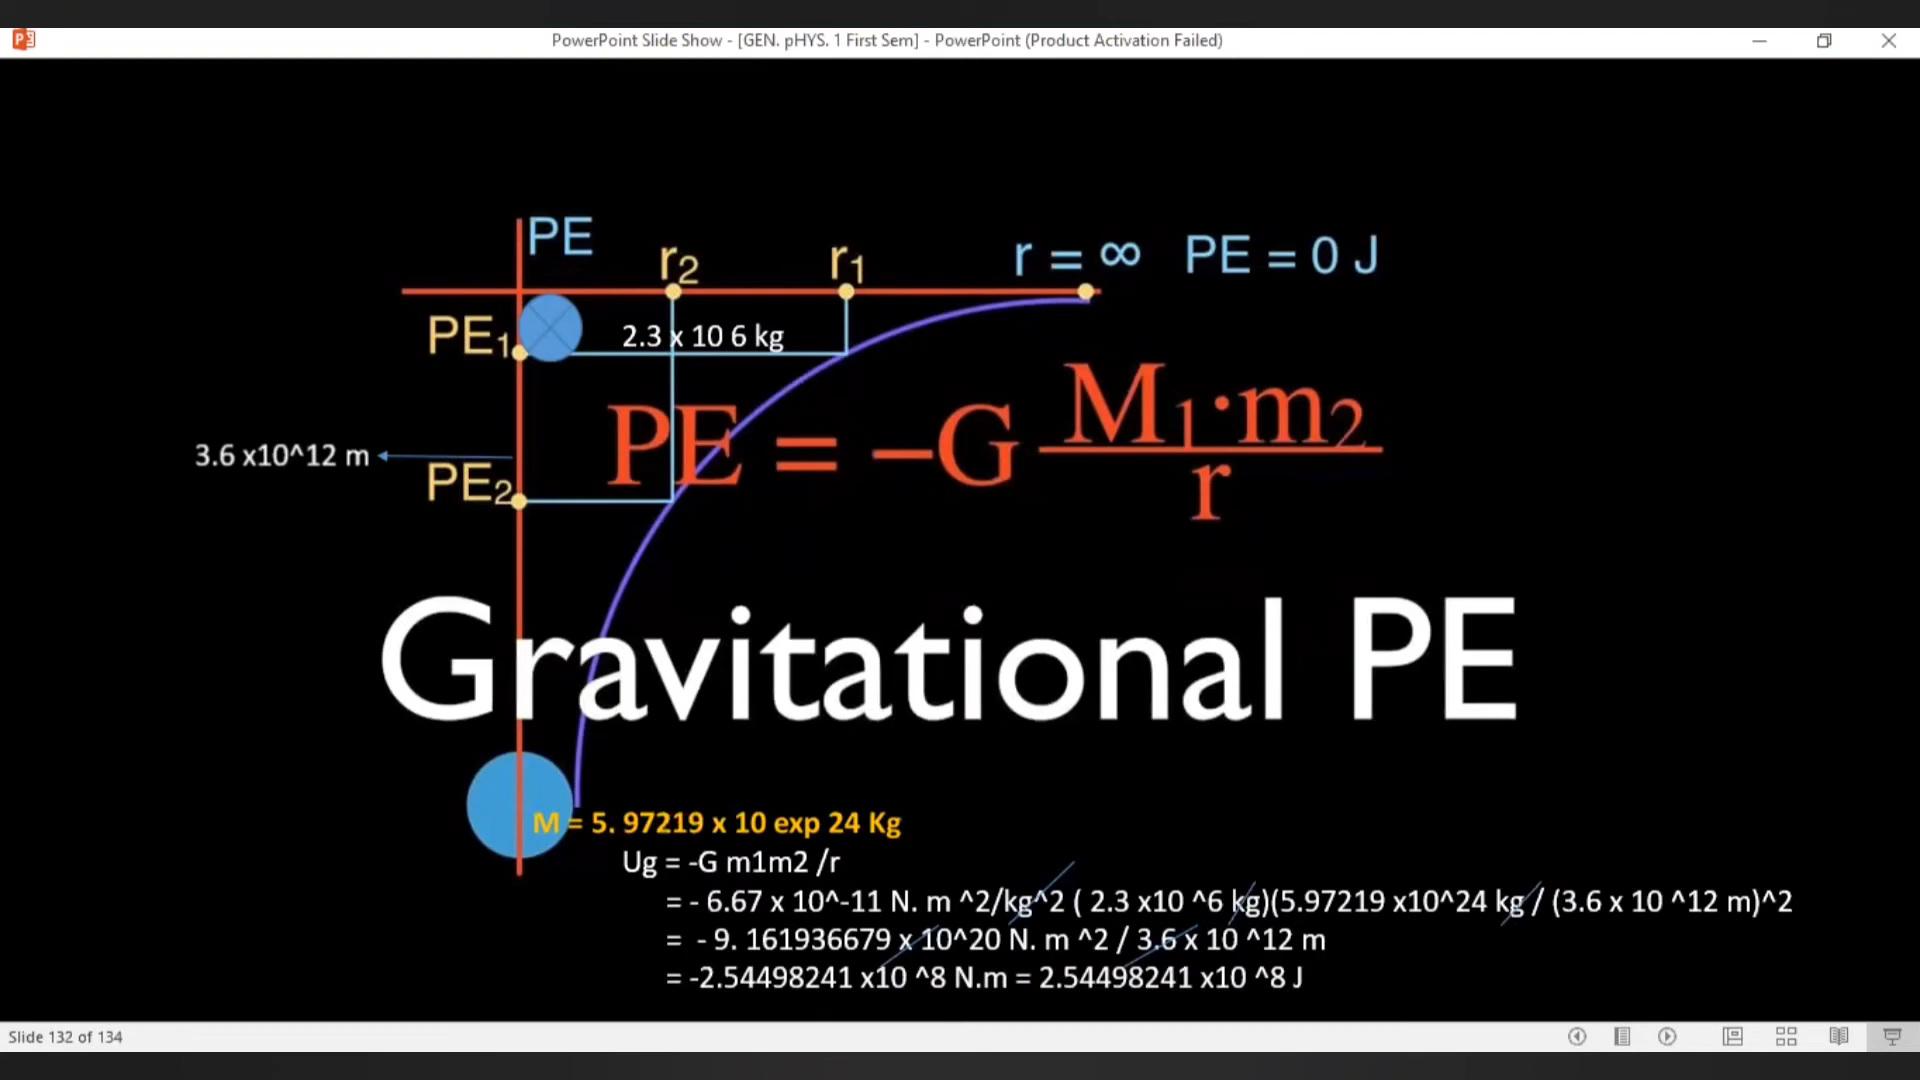 PowerPoint Slide Show - [GEN. pHYS. 1 First Sem] - PowerPoint (Product Activation Failed)
PE
r2
r1
r = ∞ PE = 0 J
PE1
2.3 x 10 6 kg
PE = –G M1·m2 / r
3.6 x10^12 m
PE2
Gravitational PE
M = 5. 97219 x 10 exp 24 Kg
Ug = -G m1m2 /r
= - 6.67 x 10^-11 N. m ^2/kg^2 ( 2.3 x10 ^6 kg)(5.97219 x10^24 kg / (3.6 x 10 ^12 m)^2
= - 9. 161936679 x 10^20 N. m ^2 / 3.6 x 10 ^12 m
= -2.54498241 x10 ^8 N.m = 2.54498241 x10 ^8 J
Slide 132 of 134